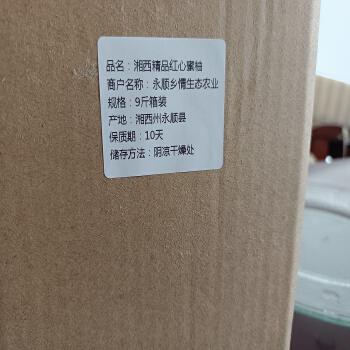 品名：湘西精品红心蜜柚
商户名称：永顺乡情生态农业
规格：9斤箱装
产地：湘西州永顺县
保质期：10天
储存方法：阴凉干燥处